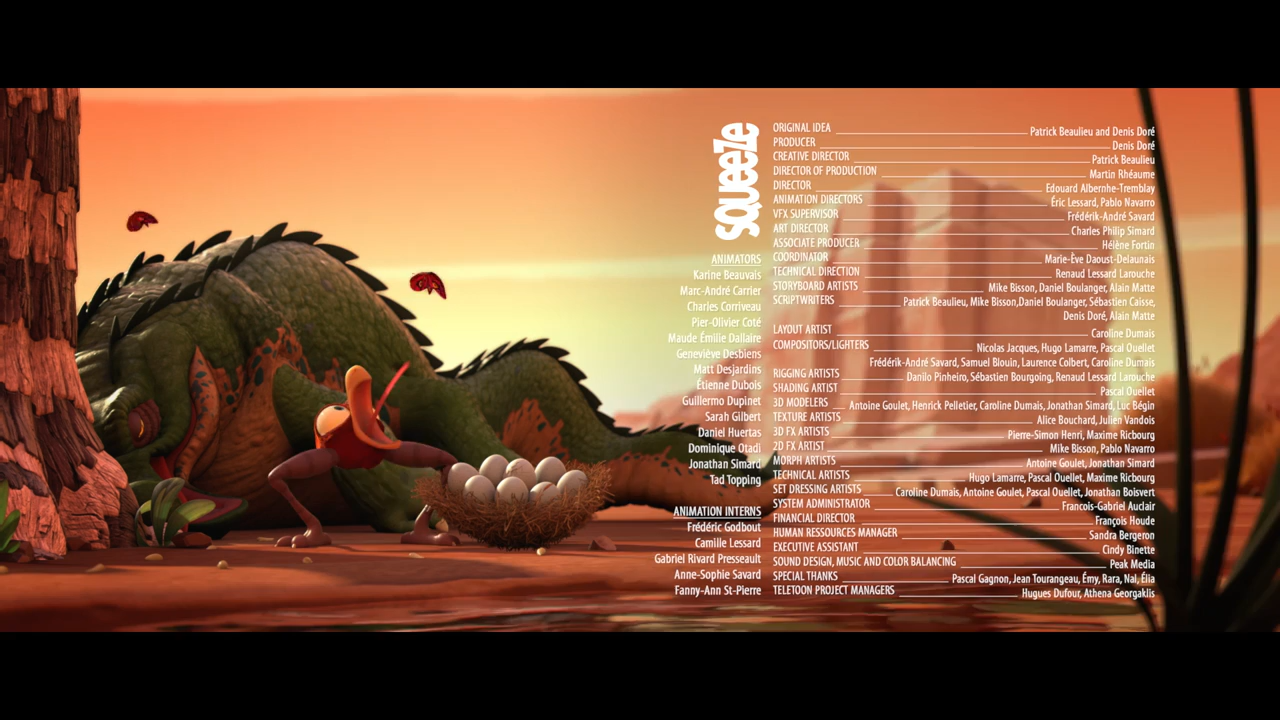 squeeze
ANIMATORS
Karine Beauvais
Marc-André Carrier
Charles Corriveau
Pier-Olivier Coté
Maude Émilie Dallaire
Geneviève Desbiens
Matt Desjardins
Étienne Dubois
Guillermo Dupinet
Sarah Gilbert
Daniel Huertas
Dominique Otadi
Jonathan Simard
Tad Topping
ANIMATION INTERNS
Frédéric Godbout
Camille Lessard
Gabriel Rivard Presseault
Anne-Sophie Savard
Fanny-Ann St-Pierre
ORIGINAL IDEA Patrick Beaulieu and Denis Doré
PRODUCER Denis Doré
CREATIVE DIRECTOR Patrick Beaulieu
DIRECTOR OF PRODUCTION Martin Rhéaume
DIRECTOR Edouard Albernhe-Tremblay
ANIMATION DIRECTORS Éric Lessard, Pablo Navarro
VFX SUPERVISOR Frédérik-André Savard
ART DIRECTOR Charles Philip Simard
ASSOCIATE PRODUCER Hélène Fortin
COORDINATOR Marie-Ève Daoust-Delaunais
TECHNICAL DIRECTION Renaud Lessard Larouche
STORYBOARD ARTISTS Mike Bisson, Daniel Boulanger, Alain Matte
SCRIPTWRITERS Patrick Beaulieu, Mike Bisson,Daniel Boulanger, Sébastien Caisse,
Denis Doré, Alain Matte
LAYOUT ARTIST Caroline Dumais
COMPOSITORS/LIGHTERS Nicolas Jacques, Hugo Lamarre, Pascal Ouellet
Frédérik-André Savard, Samuel Blouin, Laurence Colbert, Caroline Dumais
RIGGING ARTISTS Danilo Pinheiro, Sébastien Bourgoing, Renaud Lessard Larouche
SHADING ARTIST Pascal Ouellet
3D MODELERS Antoine Goulet, Henrick Pelletier, Caroline Dumais, Jonathan Simard, Luc Bégin
TEXTURE ARTISTS Alice Bouchard, Julien Vandois
3D FX ARTISTS Pierre-Simon Henri, Maxime Ricbourg
2D FX ARTIST Mike Bisson, Pablo Navarro
MORPH ARTISTS Antoine Goulet, Jonathan Simard
TECHNICAL ARTISTS Hugo Lamarre, Pascal Ouellet, Maxime Ricbourg
SET DRESSING ARTISTS Caroline Dumais, Antoine Goulet, Pascal Ouellet, Jonathan Boisvert
SYSTEM ADMINISTRATOR Francois-Gabriel Auclair
FINANCIAL DIRECTOR François Houde
HUMAN RESSOURCES MANAGER Sandra Bergeron
EXECUTIVE ASSISTANT Cindy Binette
SOUND DESIGN, MUSIC AND COLOR BALANCING Peak Media
SPECIAL THANKS Pascal Gagnon, Jean Tourangeau, Émy, Rara, Nal, Élia
TELETOON PROJECT MANAGERS Hugues Dufour, Athena Georgaklis